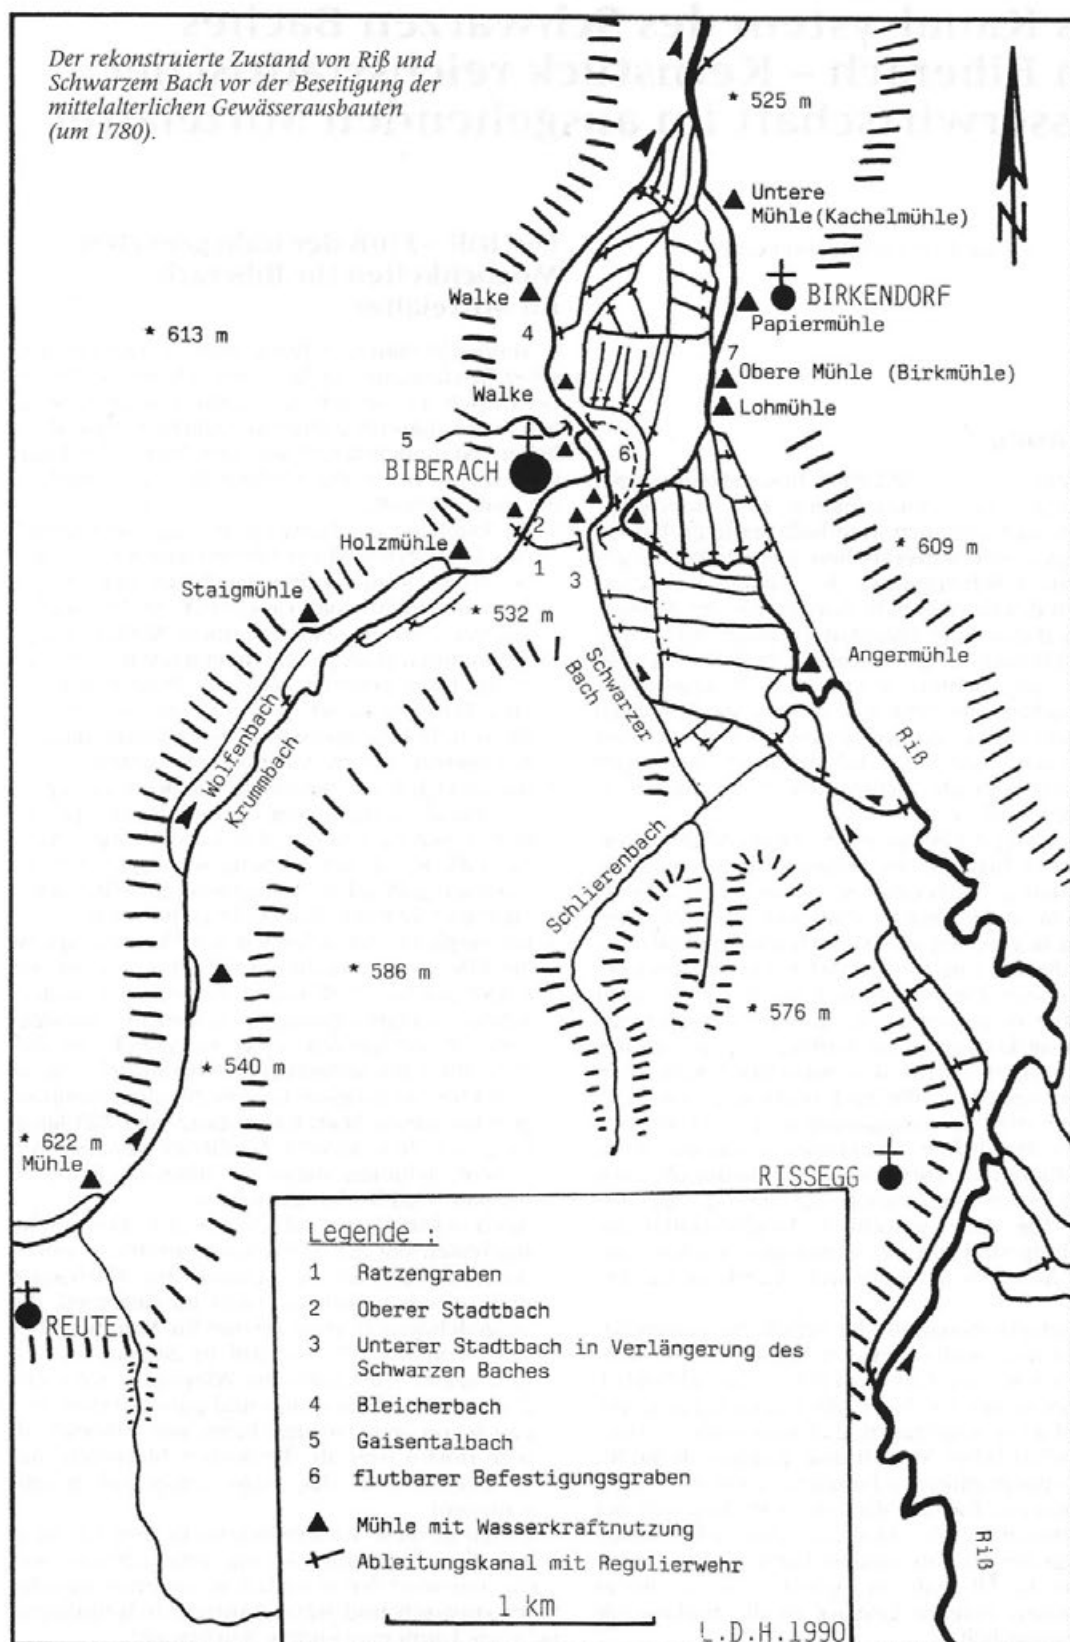 Der rekonstruierte Zustand von Riß und
Schwarzem Bach vor der Beseitigung der
mittelalterlichen Gewässerausbauten
(um 1780).
* 525 m
Untere
Mühle(Kachelmühle)
N
BIRKENDORF
Papiermühle
Walke
4
* 613 m
7
Obere Mühle (Birkmühle)
Walke
Lohmühle
5
6
BIBERACH
2
Holzmühle
1
3
* 609 m
Staigmühle
* 532 m
Angermühle
Schwarzer
Bach
Riß
Wolfenbach
Krummbach
Schlierenbach
* 586 m
* 576 m
* 540 m
* 622 m
Mühle
RISSEGG
REUTE
Legende :
1 Ratzengraben
2 Oberer Stadtbach
3 Unterer Stadtbach in Verlängerung des
Schwarzen Baches
4 Bleicherbach
5 Gaisentalbach
6 flutbarer Befestigungsgraben
Mühle mit Wasserkraftnutzung
Ableitungskanal mit Regulierwehr
1 km
Riß
L.D.H.1990